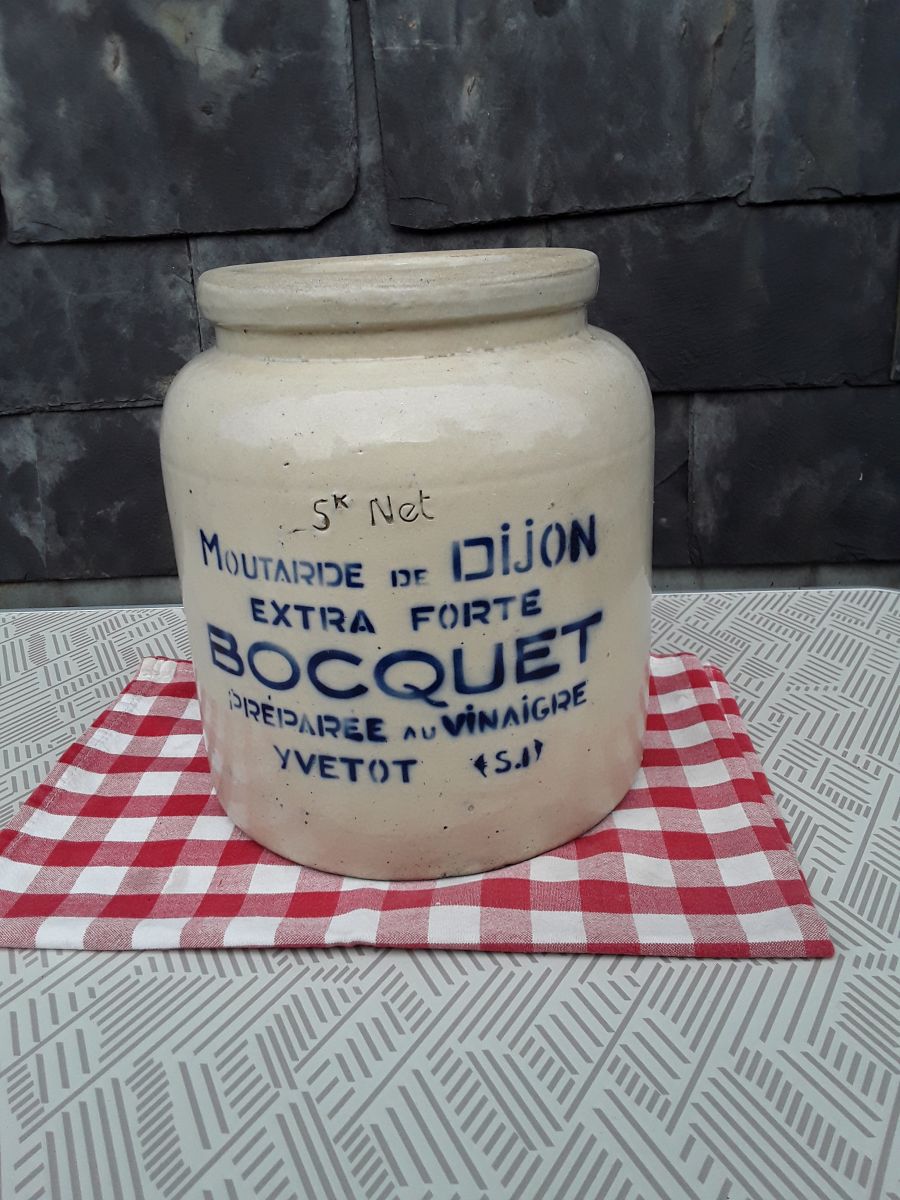 5K Net
MOUTARDE DE DiJON
EXTRA FORTE
BOCQUET
PRÉPARÉE AU ViNAiGRE
YVETOT (S.I)